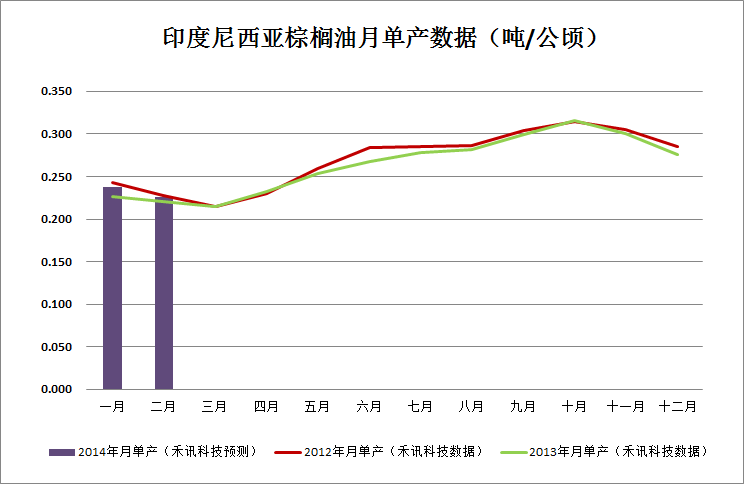 印度尼西亚棕榈油月单产数据（吨/公顷）
0.350
0.300
0.250
0.200
0.150
0.100
0.050
0.000
一月 二月 三月 四月 五月 六月 七月 八月 九月 十月 十一月 十二月
2014年月单产（禾讯科技预测） 2012年月单产（禾讯科技数据） 2013年月单产（禾讯科技数据）